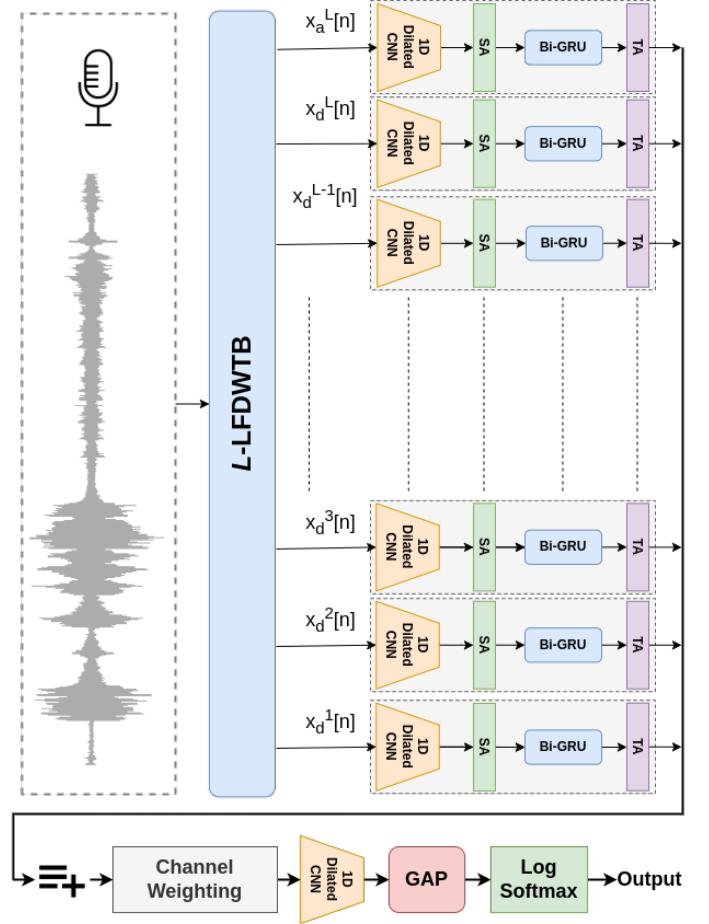 x_a^L[n]
1D Dilated CNN
SA
Bi-GRU
TA
x_d^L[n]
1D Dilated CNN
SA
Bi-GRU
TA
x_d^{L-1}[n]
1D Dilated CNN
SA
Bi-GRU
TA
L-LFDWTB
x_d^3[n]
1D Dilated CNN
SA
Bi-GRU
TA
x_d^2[n]
1D Dilated CNN
SA
Bi-GRU
TA
x_d^1[n]
1D Dilated CNN
SA
Bi-GRU
TA
Channel
Weighting
1D
Dilated
CNN
GAP
Log
Softmax
Output